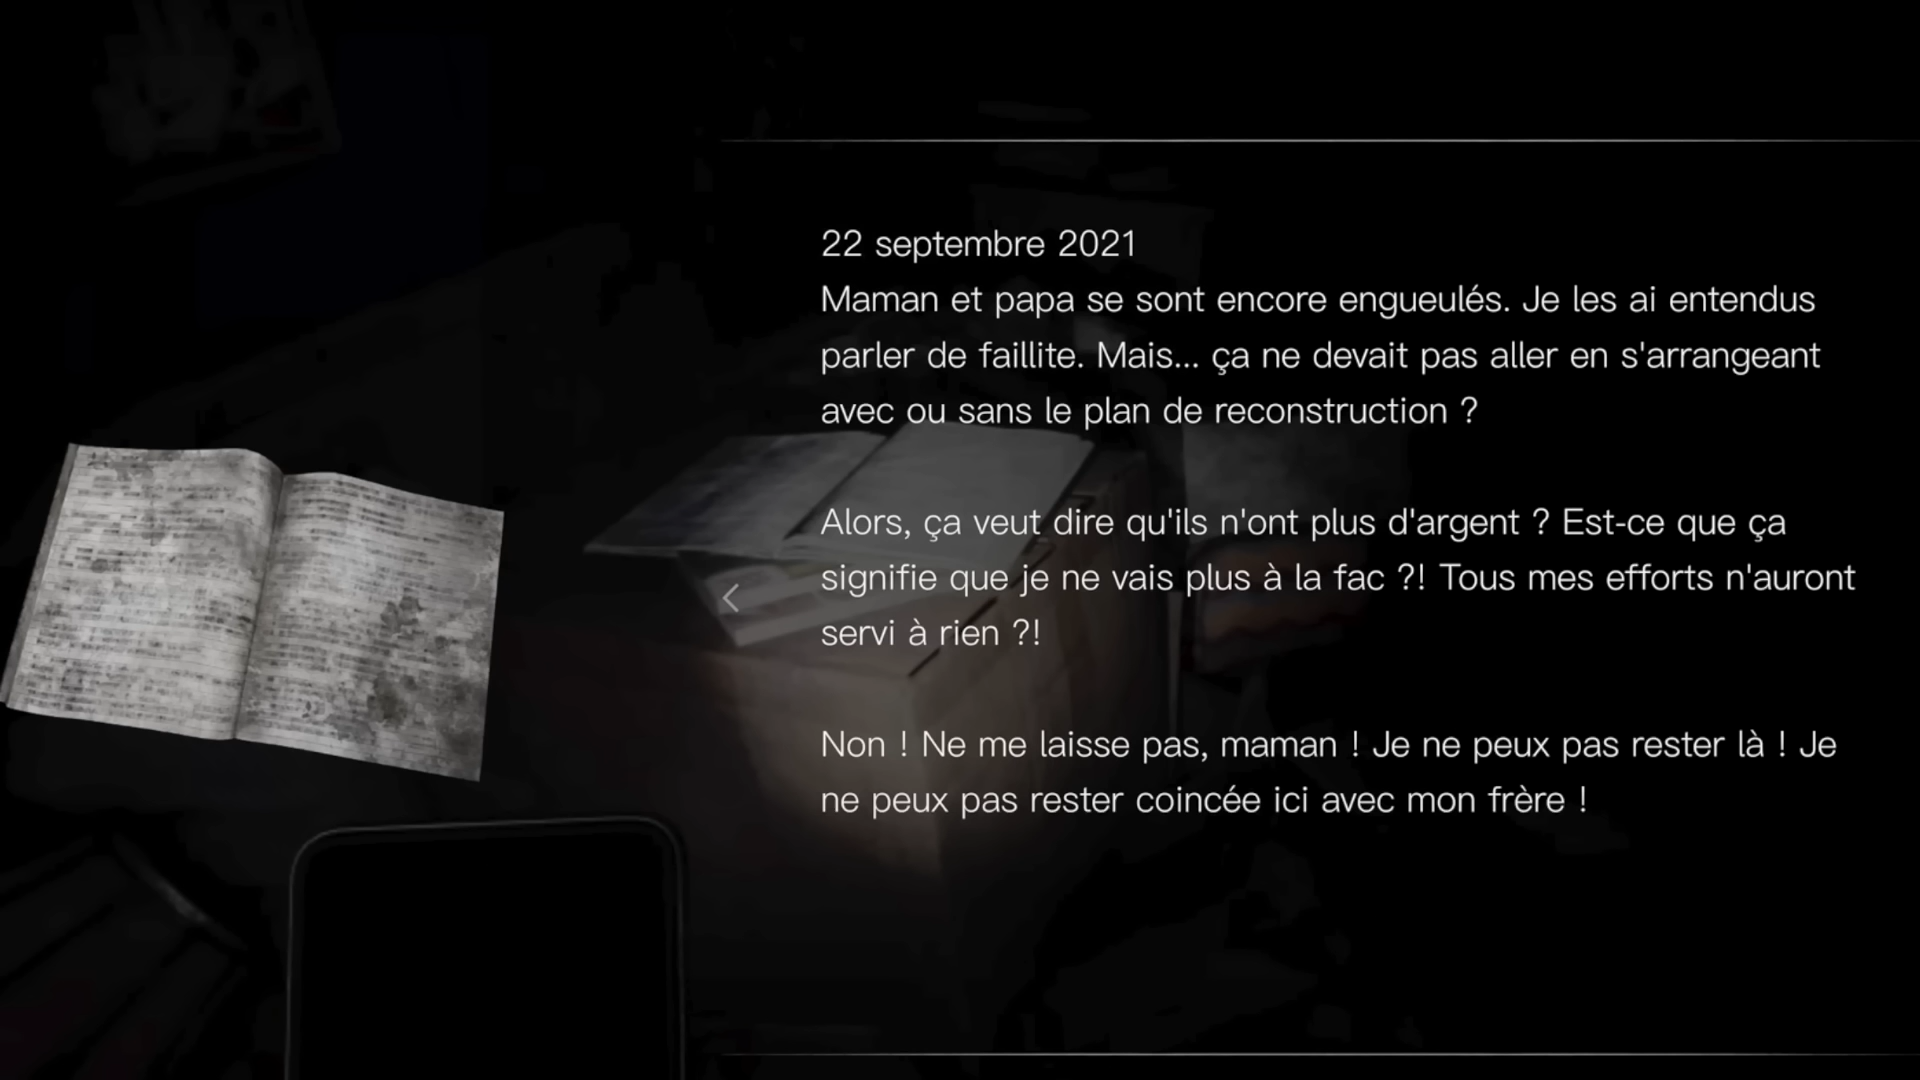 22 septembre 2021
Maman et papa se sont encore engueulés. Je les ai entendus
parler de faillite. Mais... ça ne devait pas aller en s'arrangeant
avec ou sans le plan de reconstruction ?
Alors, ça veut dire qu'ils n'ont plus d'argent ? Est-ce que ça
signifie que je ne vais plus à la fac ?! Tous mes efforts n'auront
servi à rien ?!
Non ! Ne me laisse pas, maman ! Je ne peux pas rester là ! Je
ne peux pas rester coincée ici avec mon frère !